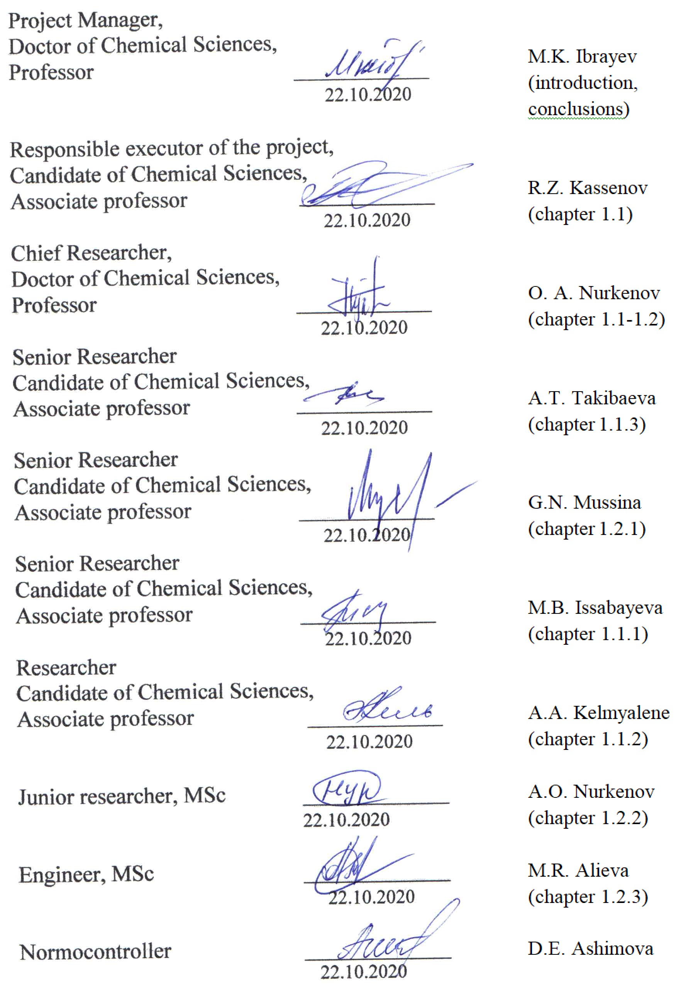 Project Manager,
Doctor of Chemical Sciences,
Professor
22.10.2020
M.K. Ibrayev
(introduction,
conclusions)
Responsible executor of the project,
Candidate of Chemical Sciences,
Associate professor
22.10.2020
R.Z. Kassenov
(chapter 1.1)
Chief Researcher,
Doctor of Chemical Sciences,
Professor
22.10.2020
O. A. Nurkenov
(chapter 1.1-1.2)
Senior Researcher
Candidate of Chemical Sciences,
Associate professor
22.10.2020
A.T. Takibaeva
(chapter 1.1.3)
Senior Researcher
Candidate of Chemical Sciences,
Associate professor
22.10.2020
G.N. Mussina
(chapter 1.2.1)
Senior Researcher
Candidate of Chemical Sciences,
Associate professor
22.10.2020
M.B. Issabayeva
(chapter 1.1.1)
Researcher
Candidate of Chemical Sciences,
Associate professor
22.10.2020
A.A. Kelmyalene
(chapter 1.1.2)
Junior researcher, MSc
22.10.2020
A.O. Nurkenov
(chapter 1.2.2)
Engineer, MSc
22.10.2020
M.R. Alieva
(chapter 1.2.3)
Normocontroller
22.10.2020
D.E. Ashimova